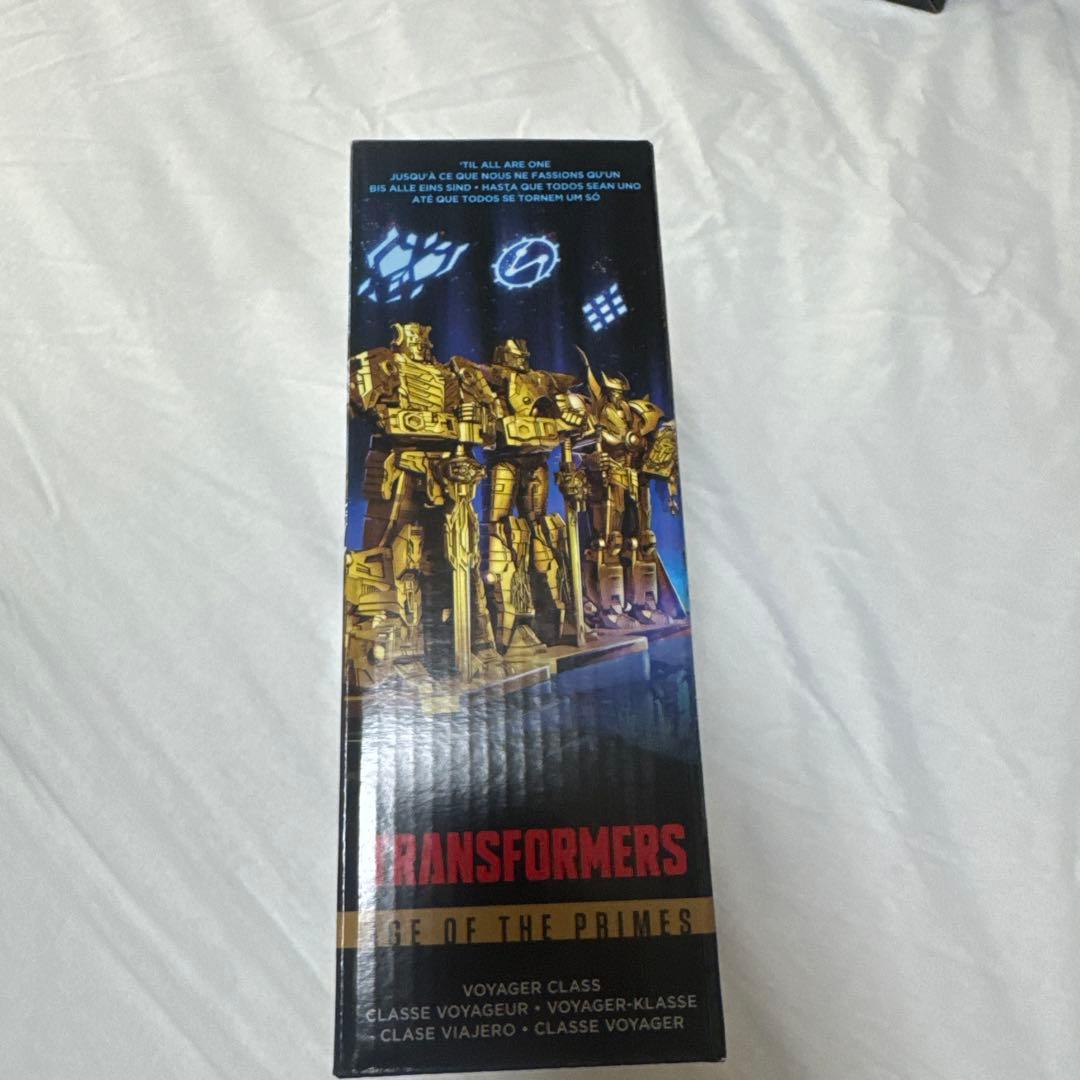 'TIL ALL ARE ONE
JUSQU'À CE QUE NOUS NE FASSIONS QU'UN
BIS ALLE EINS SIND • HASTA QUE TODOS SEAN UNO
ATÉ QUE TODOS SE TORNEM UM SÓ
TRANSFORMERS
AGE OF THE PRIMES
VOYAGER CLASS
CLASSE VOYAGEUR • VOYAGER-KLASSE
CLASE VIAJERO • CLASSE VOYAGER